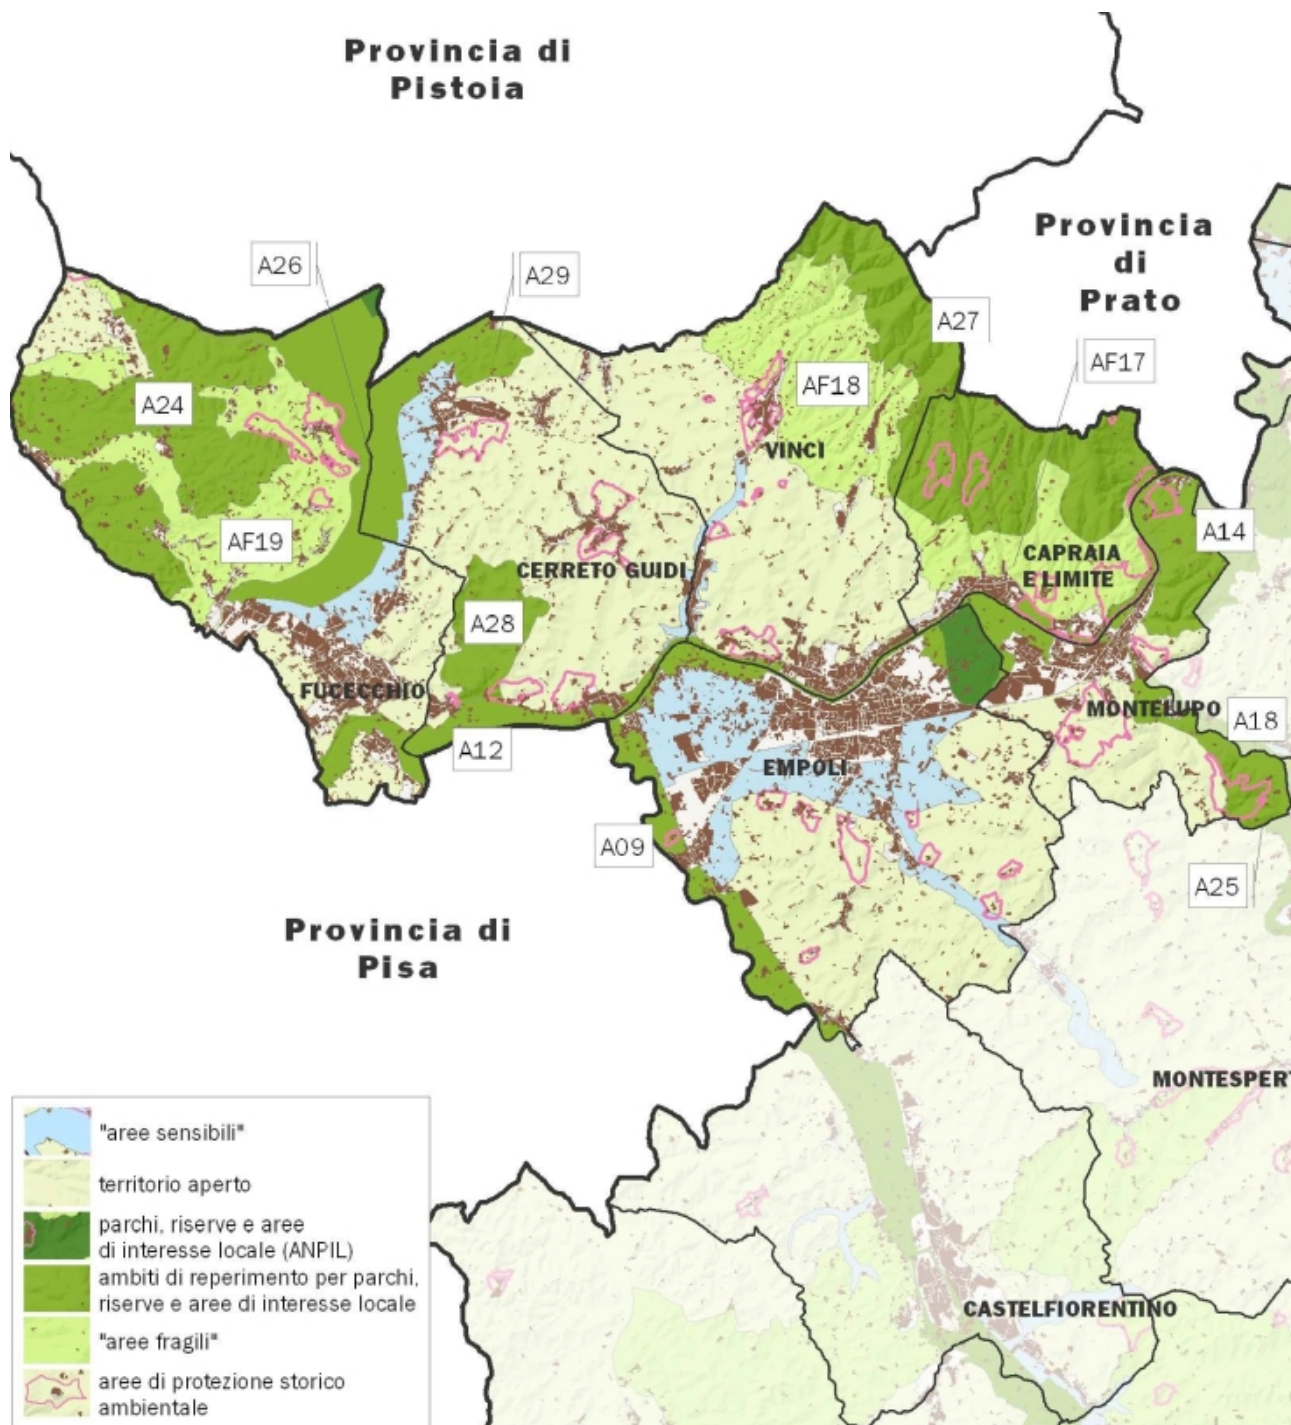 Provincia di
Pistoia
Provincia
di
Prato
A26
A29
A27
AF17
A24
AF18
VINCI
AF19
CERRETO GUIDI
CAPRAIA
E LIMITE
A14
A28
FUCECCHIO
MONTELUPO
A18
A12
EMPOLI
A09
A25
Provincia di
Pisa
MONTESPERT
CASTELFIORENTINO
"aree sensibili"
territorio aperto
parchi, riserve e aree
di interesse locale (ANPIL)
ambiti di reperimento per parchi,
riserve e aree di interesse locale
"aree fragili"
aree di protezione storico
ambientale